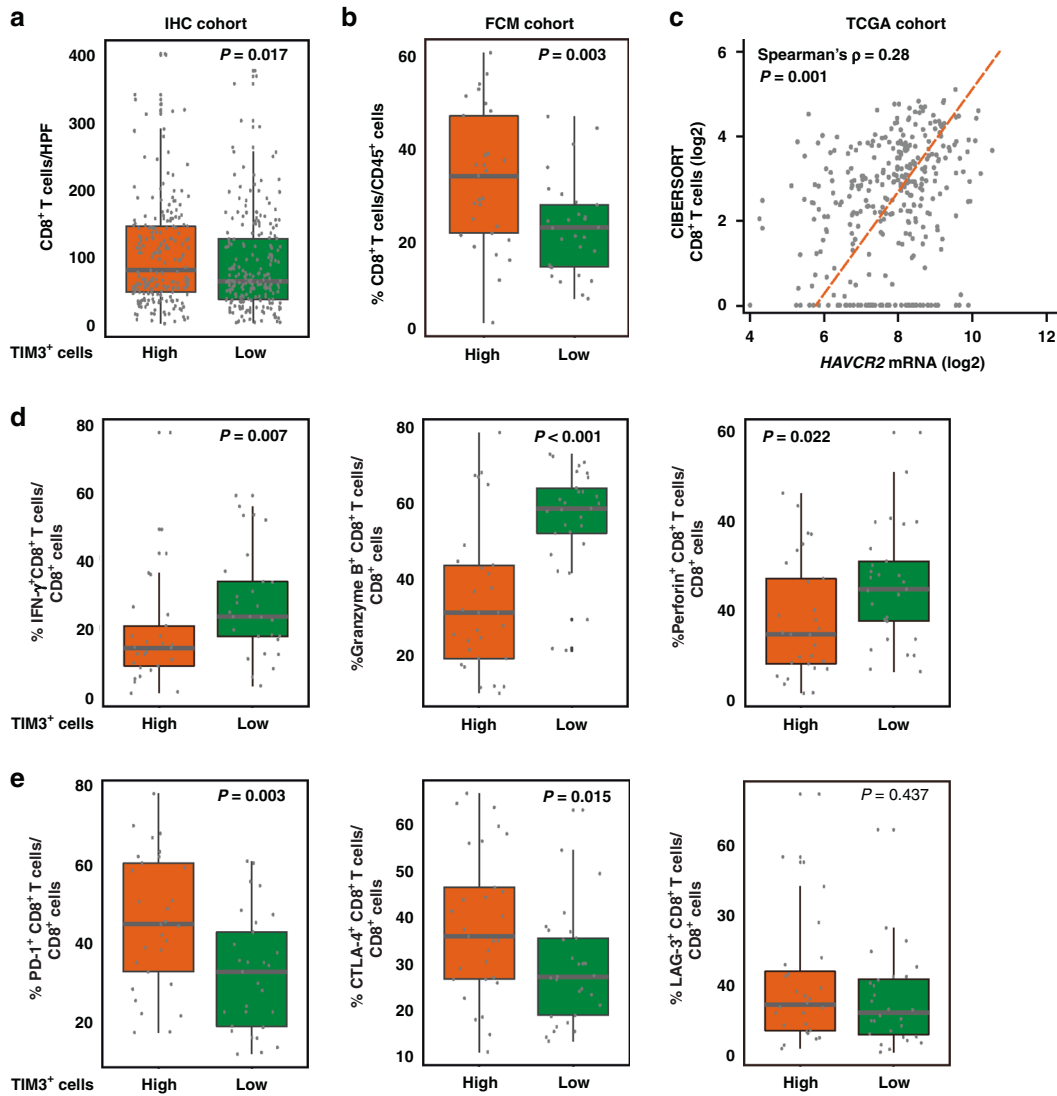 a
IHC cohort
P = 0.017
CD8+ T cells/HPF
400
300
200
100
0
TIM3+ cells
High
Low
b
FCM cohort
P = 0.003
% CD8+ T cells/CD45+ cells
60
40
20
0
High
Low
c
TCGA cohort
Spearman's ρ = 0.28
P = 0.001
CIBERSORT
CD8+ T cells (log2)
6
4
2
0
4
6
8
10
12
HAVCR2 mRNA (log2)
d
P = 0.007
% IFN-γ+CD8+ T cells/
CD8+ cells
80
60
40
20
0
TIM3+ cells
High
Low
P < 0.001
%Granzyme B+ CD8+ T cells/
CD8+ cells
80
60
40
20
High
Low
P = 0.022
%Perforin+ CD8+ T cells/
CD8+ cells
60
40
40
0
High
Low
e
P = 0.003
% PD-1+ CD8+ T cells/
CD8+ cells
80
60
40
20
TIM3+ cells
High
Low
P = 0.015
% CTLA-4+ CD8+ T cells/
CD8+ cells
60
50
40
30
20
10
High
Low
P = 0.437
% LAG-3+ CD8+ T cells/
CD8+ cells
60
30
40
0
High
Low